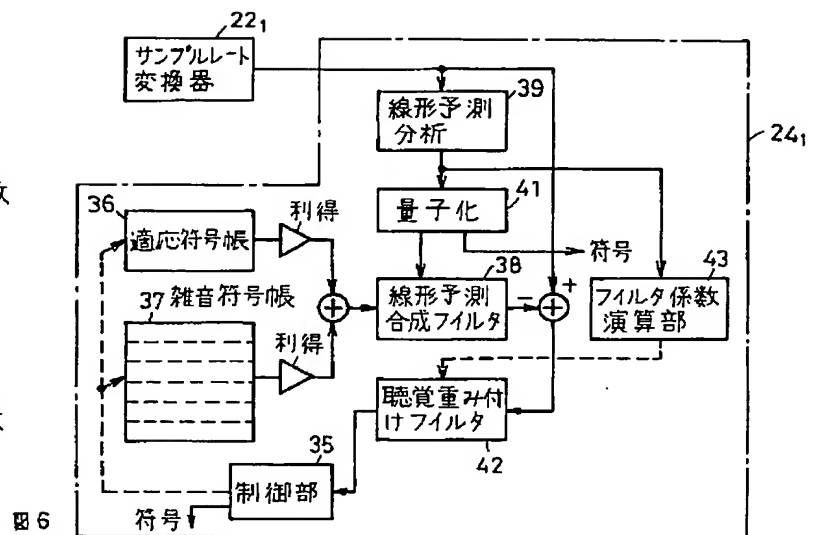 22₁
サンプルレート
変換器
39
線形予測
分析
24₁
数
36
適応符号帳
利得
41
量子化
符号
43
フィルタ係数
演算部
38
線形予測
合成フィルタ
−
+
37 雑音符号帳
利得
聴覚重み付
けフィルタ
42
35
制御部
符号
図6